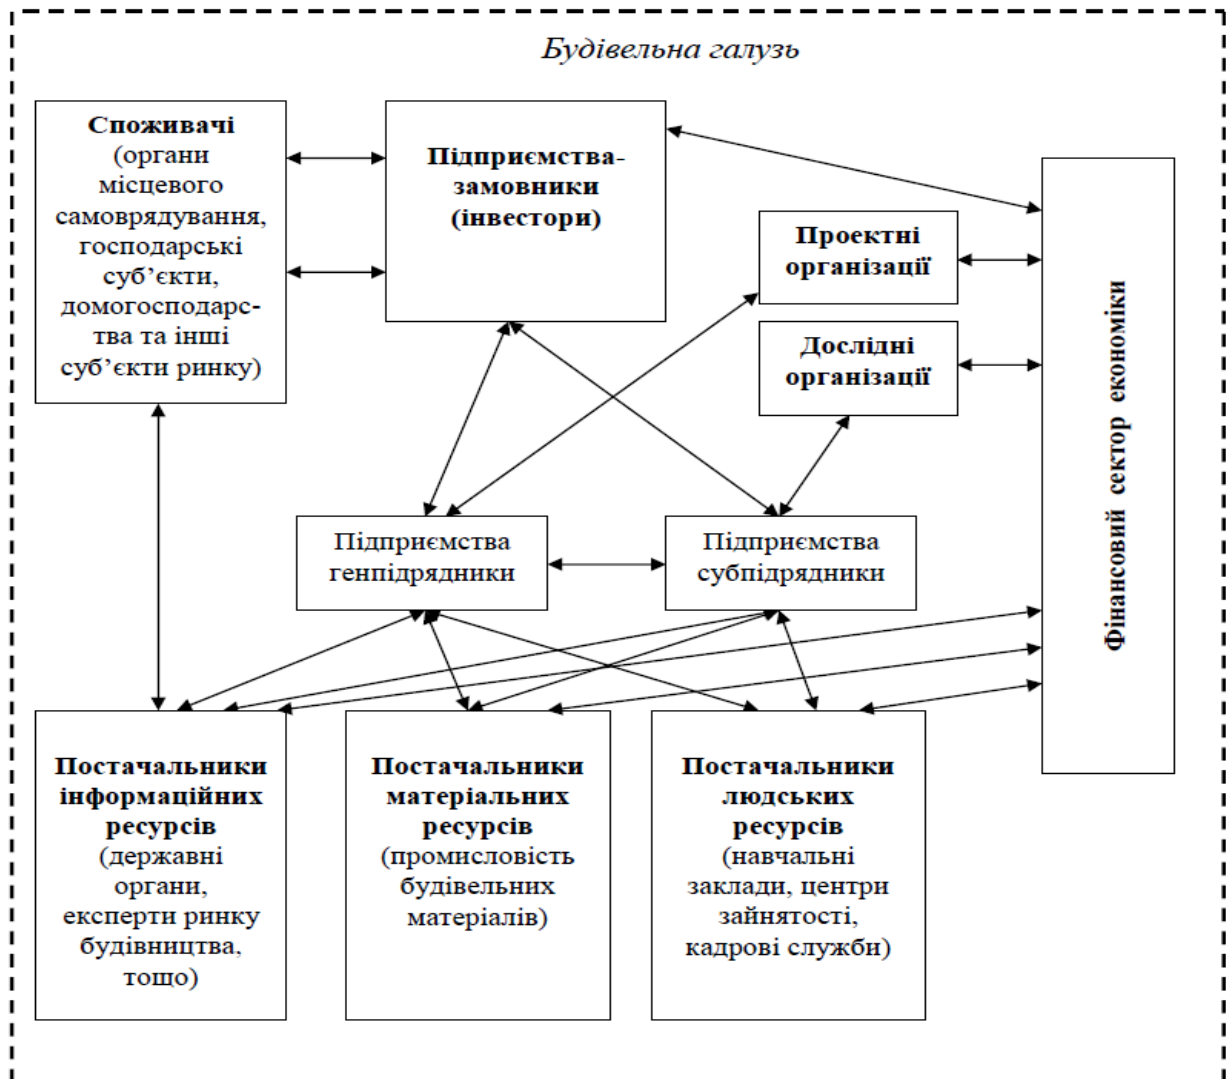 Будівельна галузь
Споживачі
(органи
місцевого
самоврядування,
господарські
суб’єкти,
домогосподарс-
тва та інші
суб’єкти ринку)
Підприємства-
замовники
(інвестори)
Проектні
організації
Дослідні
організації
Фінансовий сектор економіки
Підприємства
генпідрядники
Підприємства
субпідрядники
Постачальники
інформаційних
ресурсів
(державні
органи,
експерти ринку
будівництва,
тощо)
Постачальники
матеріальних
ресурсів
(промисловість
будівельних
матеріалів)
Постачальники
людських
ресурсів
(навчальні
заклади, центри
зайнятості,
кадрові служби)